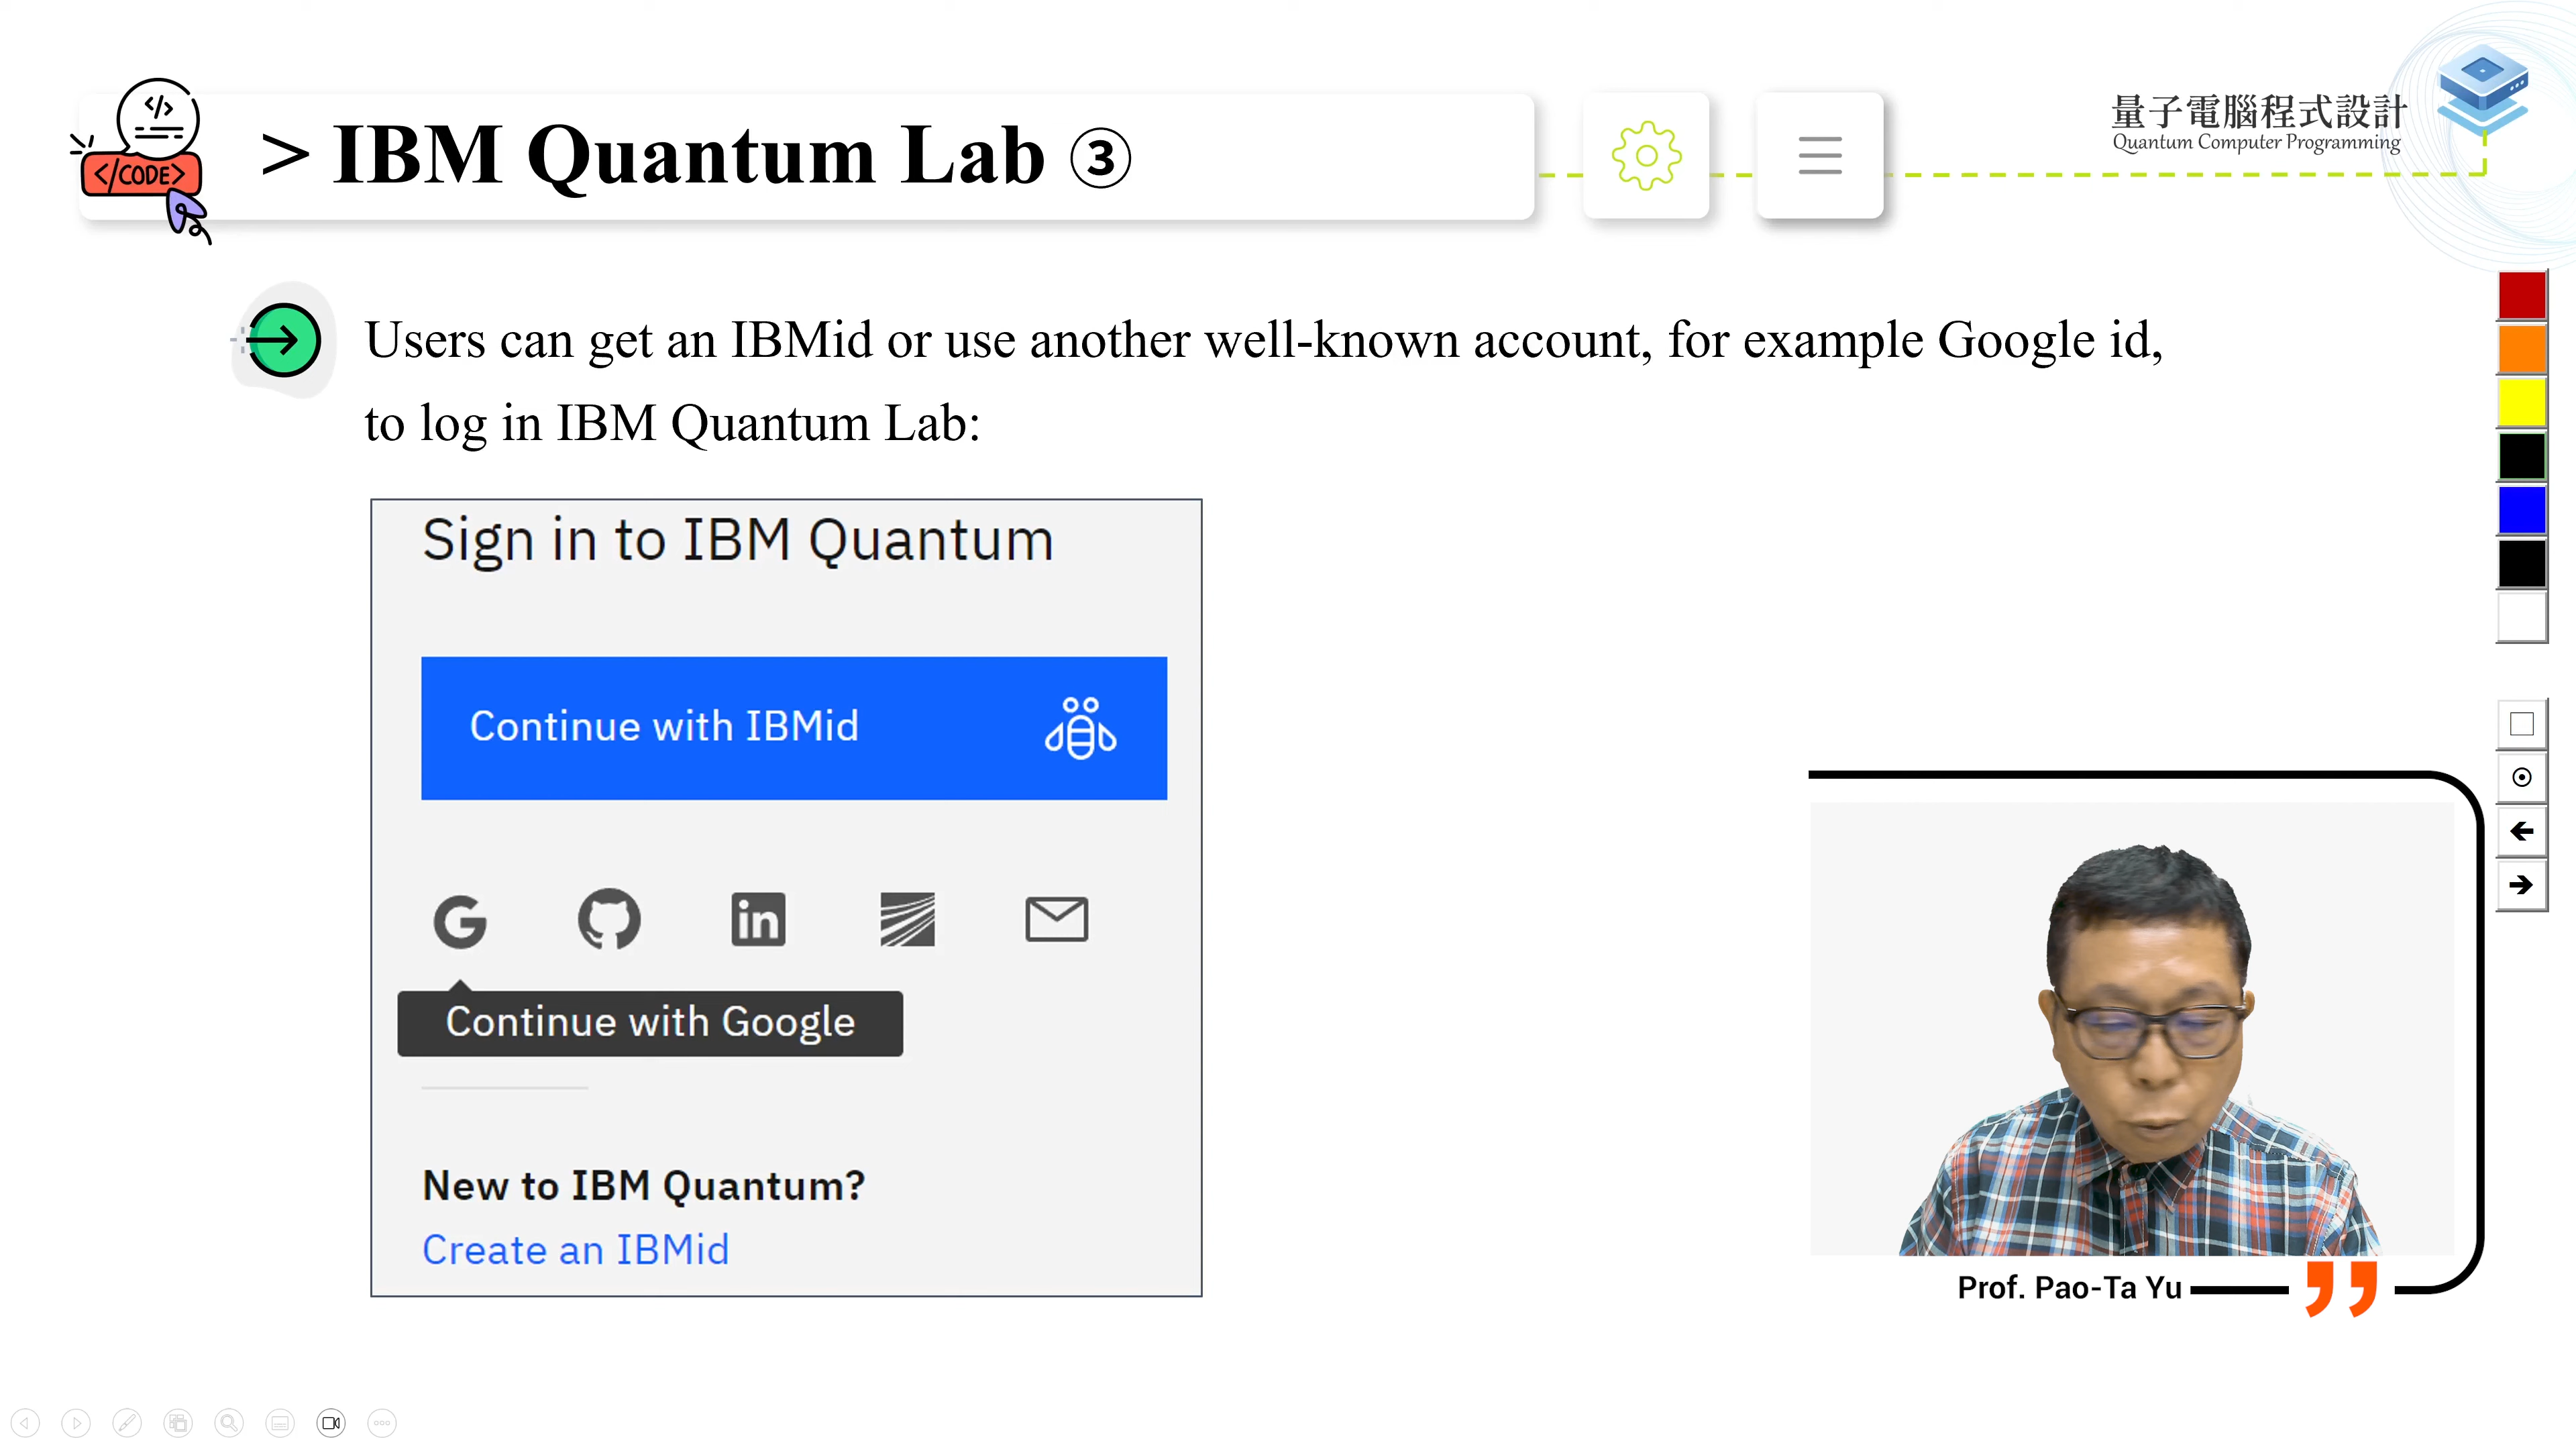 </>
</CODE>
> IBM Quantum Lab ③
量子電腦程式設計
Quantum Computer Programming
Users can get an IBMid or use another well-known account, for example Google id,
to log in IBM Quantum Lab:
Sign in to IBM Quantum
Continue with IBMid
in
Continue with Google
New to IBM Quantum?
Create an IBMid
Prof. Pao-Ta Yu